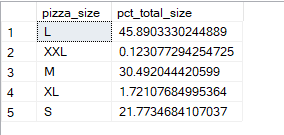 pizza_size pct_total_size
1 L 45.8903330244889
2 XXL 0.123077294254725
3 M 30.492044420599
4 XL 1.72107684995364
5 S 21.7734684107037